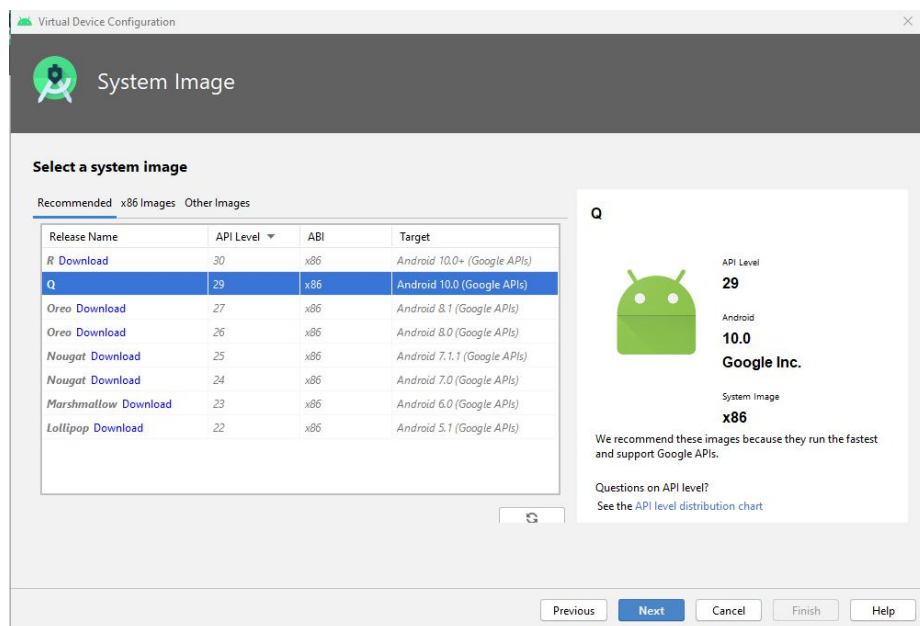 Virtual Device Configuration
System Image
Select a system image
Recommended x86 Images Other Images
Release Name API Level ABI Target
R Download 30 x86 Android 10.0+ (Google APIs)
Q 29 x86 Android 10.0 (Google APIs)
Oreo Download 27 x86 Android 8.1 (Google APIs)
Oreo Download 26 x86 Android 8.0 (Google APIs)
Nougat Download 25 x86 Android 7.1.1 (Google APIs)
Nougat Download 24 x86 Android 7.0 (Google APIs)
Marshmallow Download 23 x86 Android 6.0 (Google APIs)
Lollipop Download 22 x86 Android 5.1 (Google APIs)
Q
API Level
29
Android
10.0
Google Inc.
System Image
x86
We recommend these images because they run the fastest
and support Google APIs.
Questions on API level?
See the API level distribution chart
Previous Next Cancel Finish Help